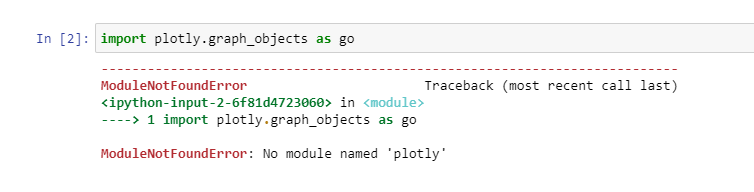 In [2]: import plotly.graph_objects as go
---------------------------------------------------------------------------
ModuleNotFoundError                       Traceback (most recent call last)
<ipython-input-2-6f81d4723060> in <module>
----> 1 import plotly.graph_objects as go

ModuleNotFoundError: No module named 'plotly'